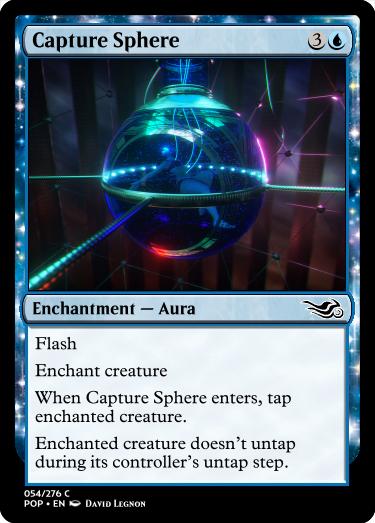 Capture Sphere 3
Enchantment — Aura
Flash
Enchant creature
When Capture Sphere enters, tap
enchanted creature.
Enchanted creature doesn't untap
during its controller's untap step.
054/276 C
POP • EN DAVID LEGNON